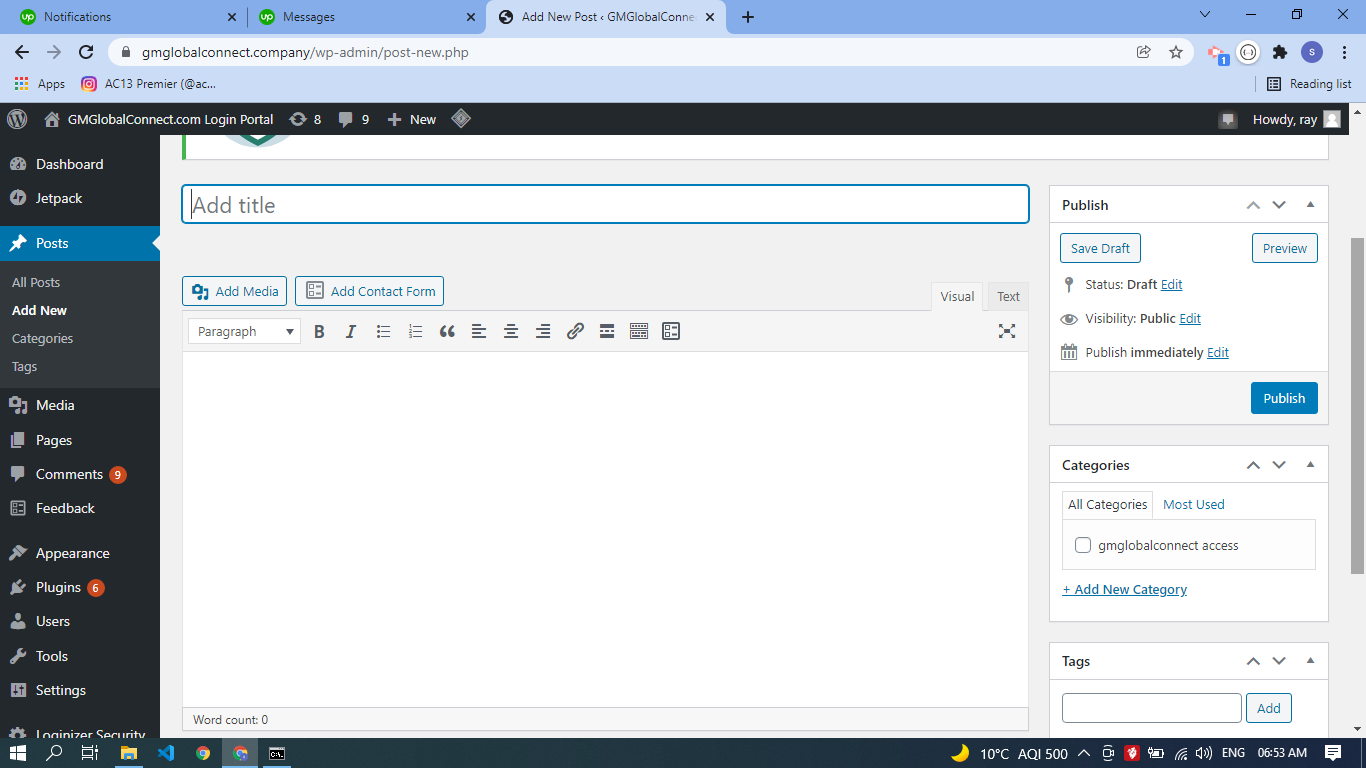 up Notifications
up Messages
Add New Post ‹ GMGlobalConne
gmglobalconnect.company/wp-admin/post-new.php
1
S
Apps
AC13 Premier (@ac...
Reading list
GMGlobalConnect.com Login Portal
8
9
New
Howdy, ray
Dashboard
Jetpack
Posts
All Posts
Add New
Categories
Tags
Media
Pages
Comments 9
Feedback
Appearance
Plugins 6
Users
Tools
Settings
Loginizer Security
Add title
Add Media
Add Contact Form
Visual
Text
Paragraph
B
I
Word count: 0
Publish
Save Draft
Preview
Status: Draft Edit
Visibility: Public Edit
Publish immediately Edit
Publish
Categories
All Categories
Most Used
gmglobalconnect access
+ Add New Category
Tags
Add
10°C AQI 500
ENG
06:53 AM